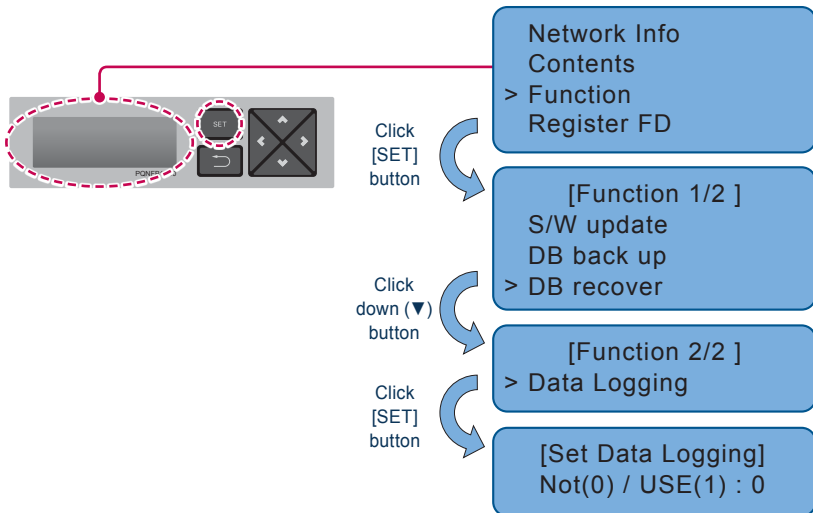 Network Info
Contents
> Function
Register FD
SET
Click
[SET]
button
[Function 1/2 ]
S/W update
DB back up
> DB recover
Click
down (▼)
button
[Function 2/2 ]
> Data Logging
Click
[SET]
button
[Set Data Logging]
Not(0) / USE(1) : 0